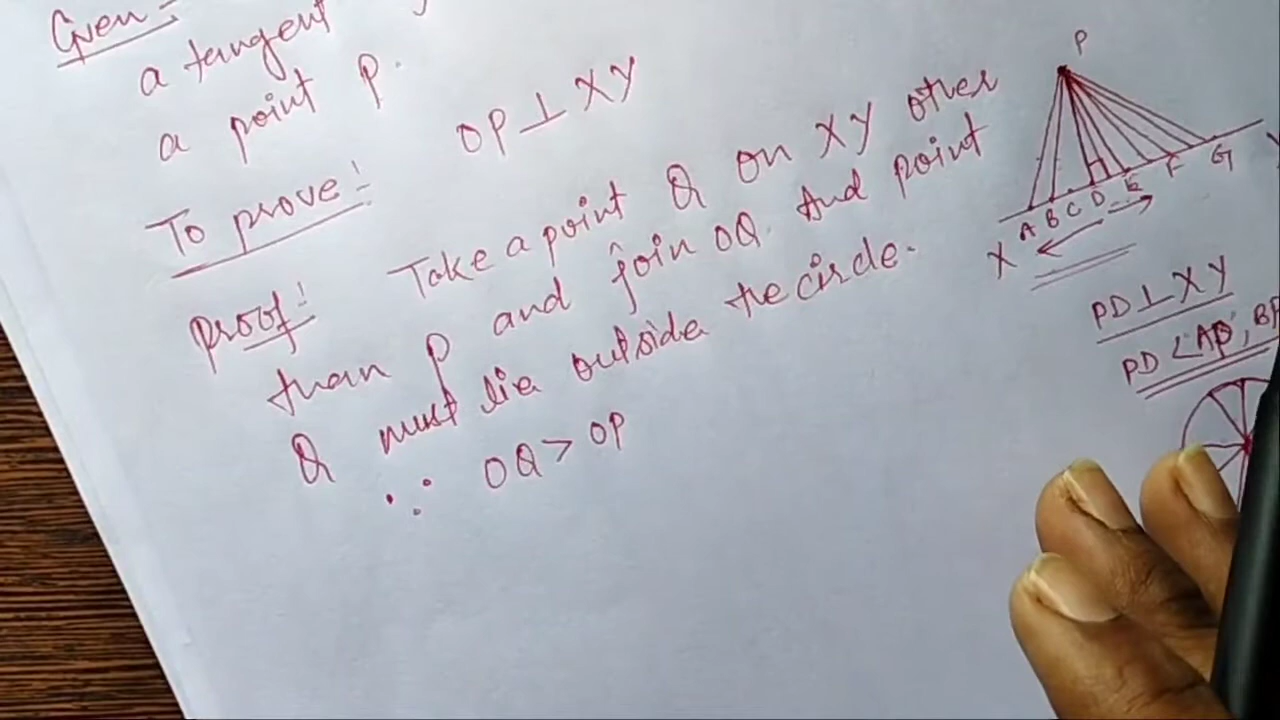 Given:-
a tangent
a point P.
To prove:- OP ⊥ XY
Proof:- Take a point Q on XY other
than P and join OQ. And point
Q must lie outside the circle.
∵ OQ > OP
P
A B C D E F G
X
PD ⊥ XY
PD < AP, BP